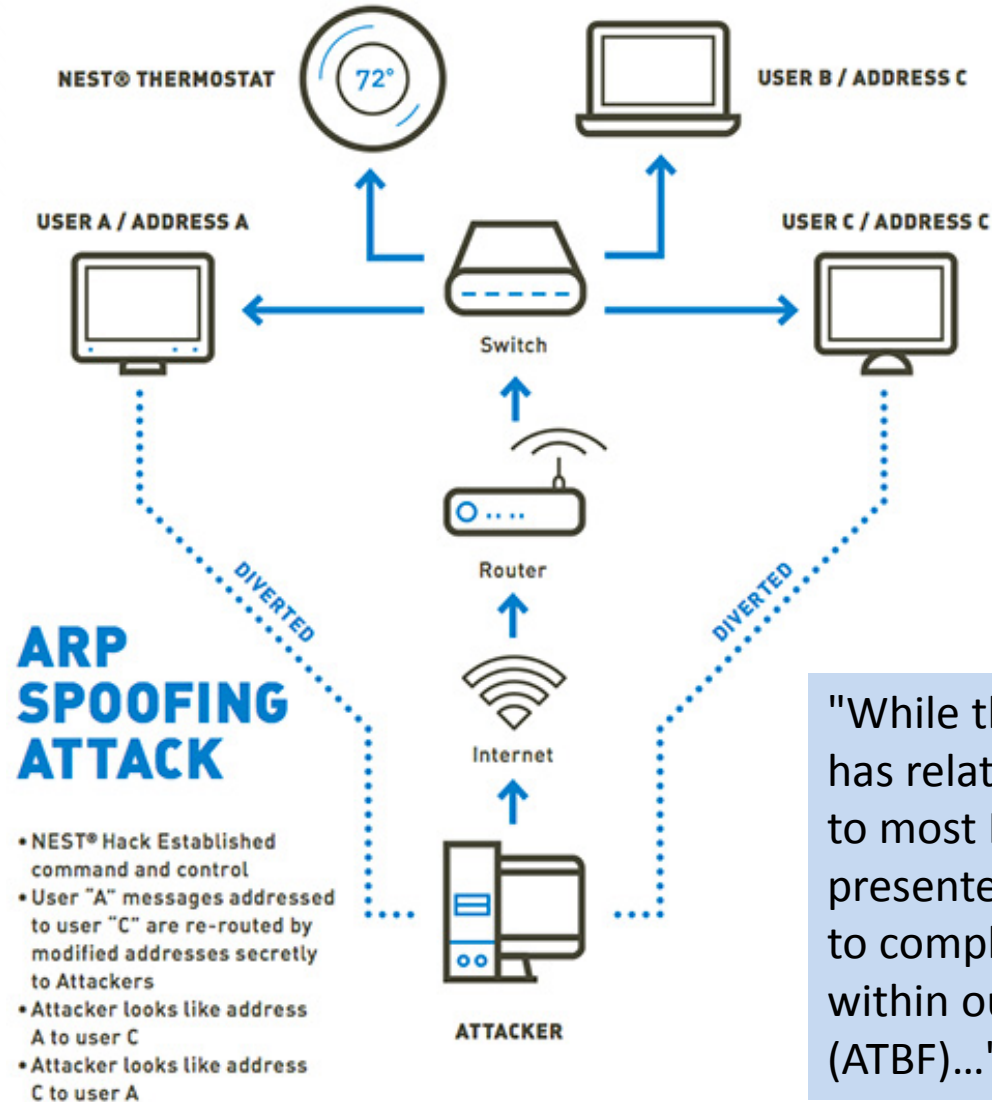 NEST® THERMOSTAT
72°
USER B / ADDRESS C
USER A / ADDRESS A
USER C / ADDRESS C
Switch
Router
DIVERTED
DIVERTED
Internet
ARP
SPOOFING
ATTACK
• NEST® Hack Established
command and control
• User "A" messages addressed
to user "C" are re-routed by
modified addresses secretly
to Attackers
• Attacker looks like address
A to user C
• Attacker looks like address
C to user A
ATTACKER
"While th
has relat
to most
presente
to compl
within ou
(ATBF)..."